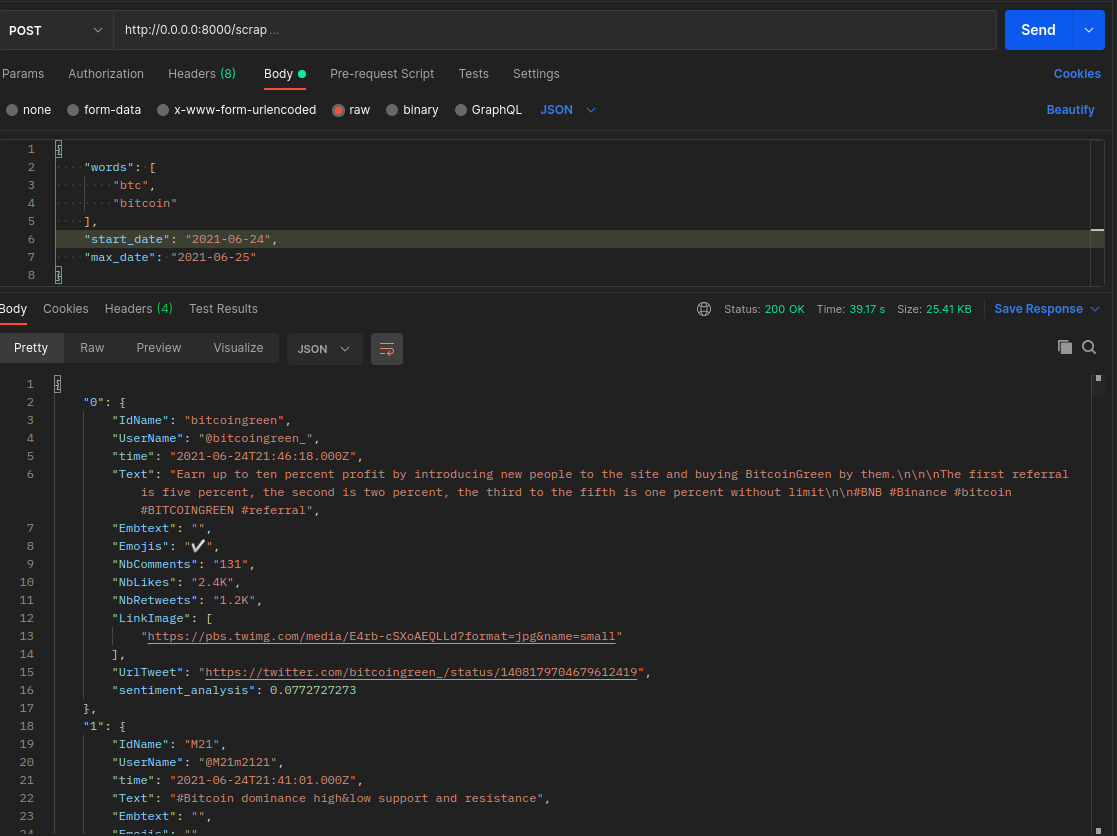 POST http://0.0.0.0:8000/scrap ... Send
Params Authorization Headers (8) Body Pre-request Script Tests Settings Cookies
none form-data x-www-form-urlencoded raw binary GraphQL JSON Beautify
1 {
2 "words": [
3 "btc",
4 "bitcoin"
5 ],
6 "start_date": "2021-06-24",
7 "max_date": "2021-06-25"
8 }
Body Cookies Headers (4) Test Results Status: 200 OK Time: 39.17 s Size: 25.41 KB Save Response
Pretty Raw Preview Visualize JSON
1 {
2 "0": {
3 "IdName": "bitcoingreen",
4 "UserName": "@bitcoingreen_",
5 "time": "2021-06-24T21:46:18.000Z",
6 "Text": "Earn up to ten percent profit by introducing new people to the site and buying BitcoinGreen by them.\n\n\nThe first referral
is five percent, the second is two percent, the third to the fifth is one percent without limit\n\n#BNB #Binance #bitcoin
#BITCOINGREEN #referral",
7 "Embtext": "",
8 "Emojis": "✔️",
9 "NbComments": "131",
10 "NbLikes": "2.4K",
11 "NbRetweets": "1.2K",
12 "LinkImage": [
13 "https://pbs.twimg.com/media/E4rb-cSXoAEQLLd?format=jpg&name=small"
14 ],
15 "UrlTweet": "https://twitter.com/bitcoingreen_/status/1408179704679612419",
16 "sentiment_analysis": 0.0772727273
17 },
18 "1": {
19 "IdName": "M21",
20 "UserName": "@M21m2121",
21 "time": "2021-06-24T21:41:01.000Z",
22 "Text": "#Bitcoin dominance high&low support and resistance",
23 "Embtext": "",
24 "Emojis": ""